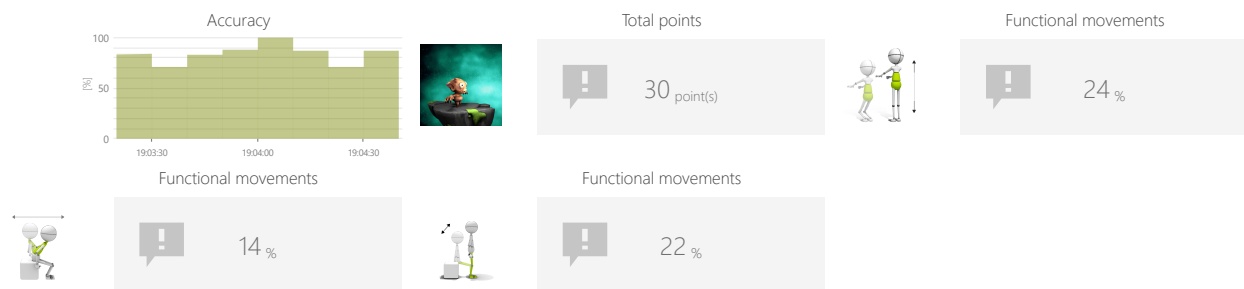 Accuracy
100
[%]
50
0
19:03:30
19:04:00
19:04:30
Total points
30 point(s)
Functional movements
24 %
Functional movements
14 %
Functional movements
22 %